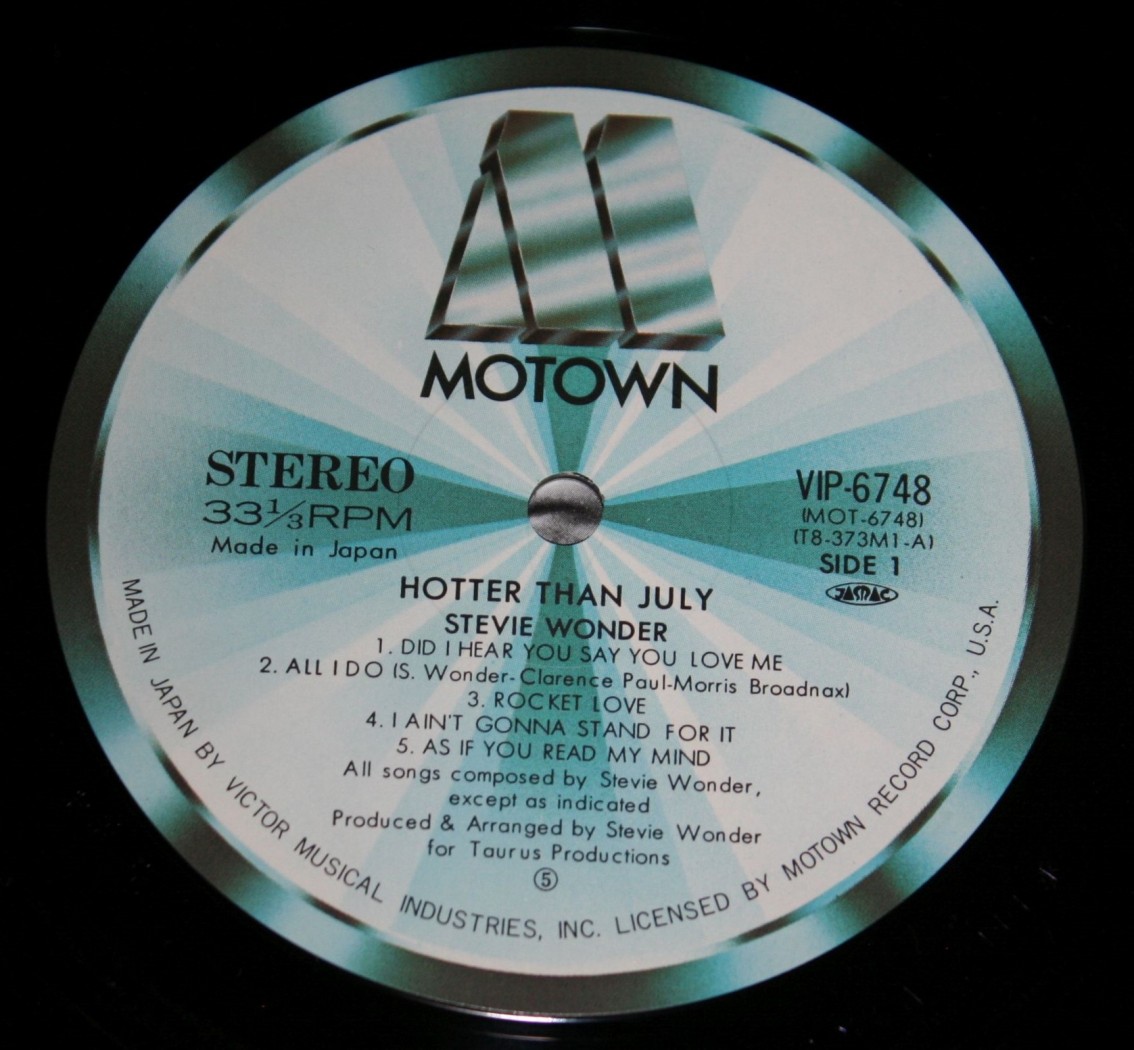 MOTOWN
STEREO
33⅓RPM
Made in Japan
VIP-6748
(MOT-6748)
(T8-373M1-A)
SIDE 1
JASRAC
HOTTER THAN JULY
STEVIE WONDER
1. DID I HEAR YOU SAY YOU LOVE ME
2. ALL I DO (S. Wonder-Clarence Paul-Morris Broadnax)
3. ROCKET LOVE
4. I AIN'T GONNA STAND FOR IT
5. AS IF YOU READ MY MIND
All songs composed by Stevie Wonder,
except as indicated
Produced & Arranged by Stevie Wonder
for Taurus Productions
⑤
MADE IN JAPAN BY VICTOR MUSICAL INDUSTRIES, INC. LICENSED BY MOTOWN RECORD CORP., U.S.A.